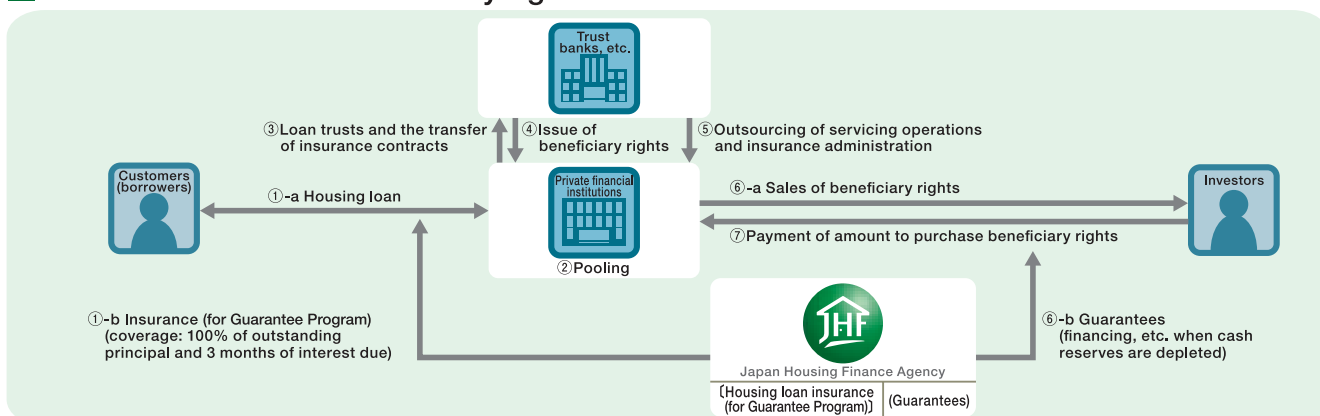 Trust
banks, etc.
③Loan trusts and the transfer
of insurance contracts
④Issue of
beneficiary rights
⑤Outsourcing of servicing operations
and insurance administration
Customers
(borrowers)
①-a Housing loan
Private financial
institutions
②Pooling
⑥-a Sales of beneficiary rights
⑦Payment of amount to purchase beneficiary rights
Investors
①-b Insurance (for Guarantee Program)
(coverage: 100% of outstanding
principal and 3 months of interest due)
JHF
Japan Housing Finance Agency
〔Housing loan insurance
(for Guarantee Program)〕
(Guarantees)
⑥-b Guarantees
(financing, etc. when cash
reserves are depleted)